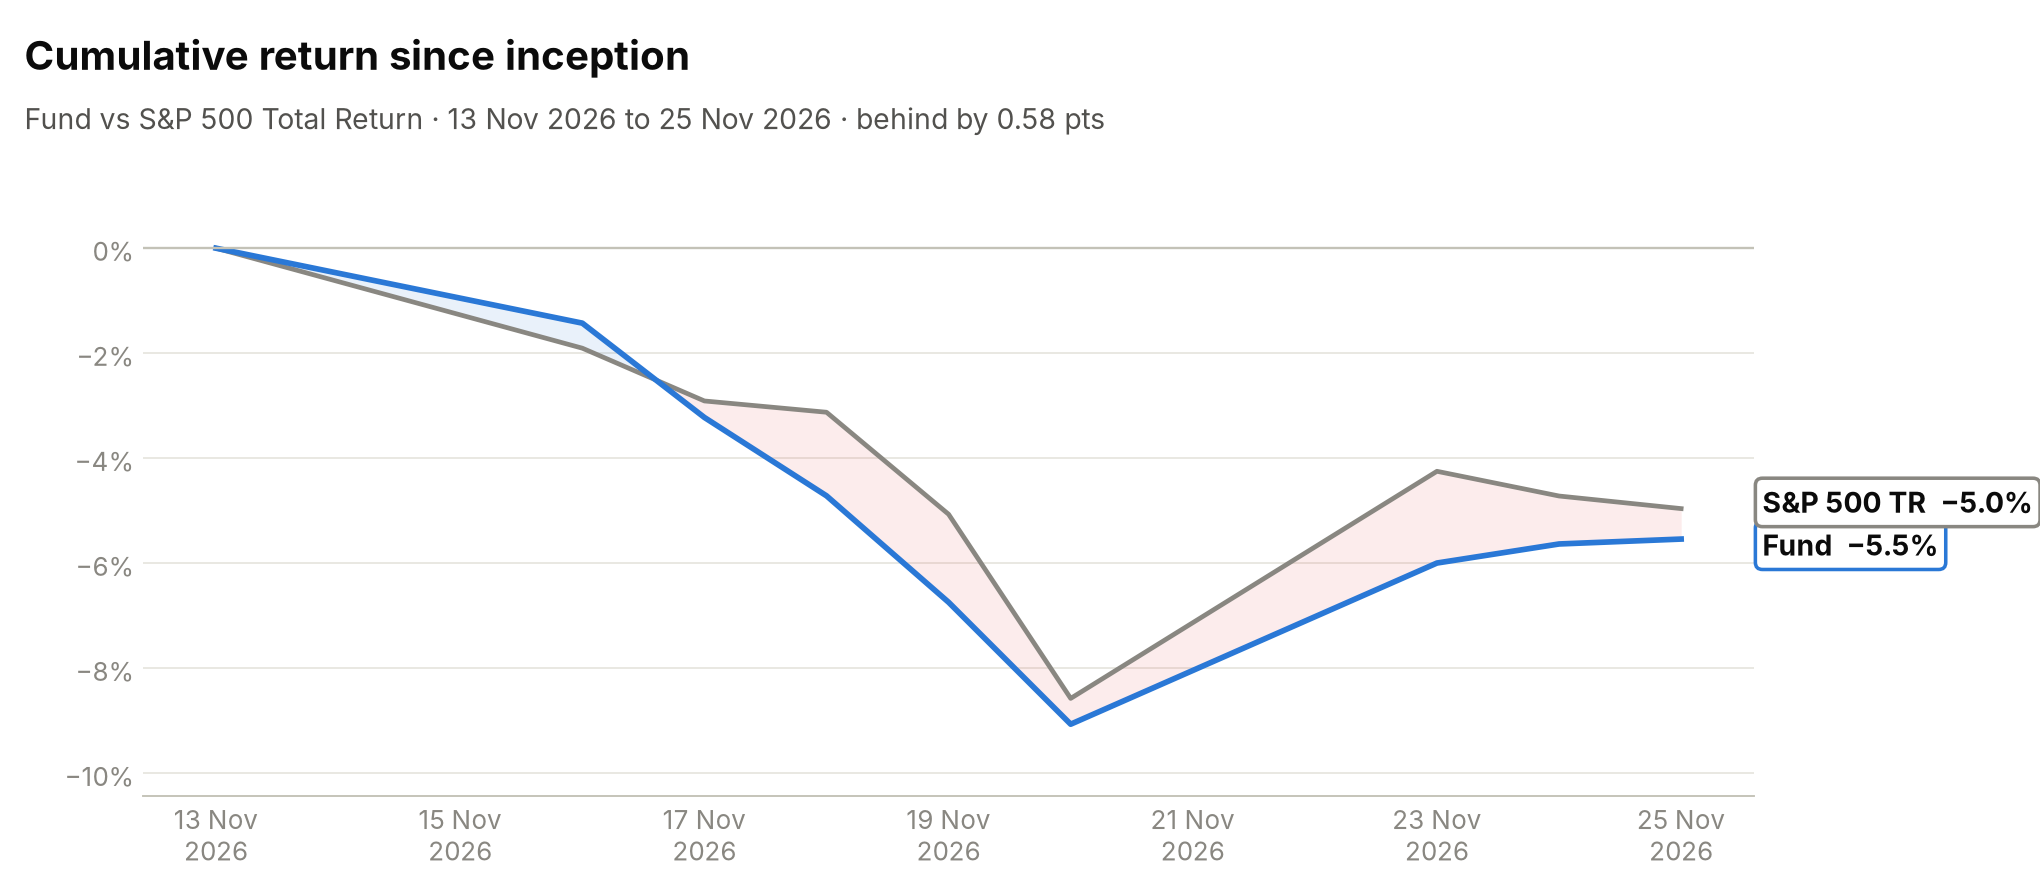 Cumulative return since inception
Fund vs S&P 500 Total Return · 13 Nov 2026 to 25 Nov 2026 · behind by 0.58 pts
0%
−2%
−4%
−6%
−8%
−10%
S&P 500 TR −5.0%
Fund −5.5%
13 Nov 2026
15 Nov 2026
17 Nov 2026
19 Nov 2026
21 Nov 2026
23 Nov 2026
25 Nov 2026